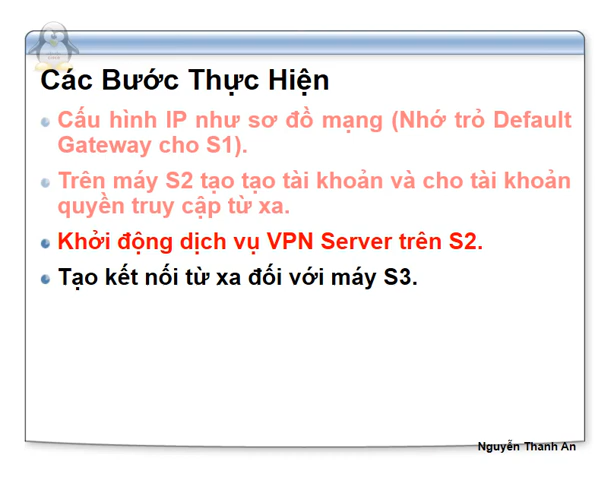 Các Bước Thực Hiện
Cấu hình IP như sơ đồ mạng (Nhớ trỏ Default
Gateway cho S1).
Trên máy S2 tạo tạo tài khoản và cho tài khoản
quyền truy cập từ xa.
Khởi động dịch vụ VPN Server trên S2.
Tạo kết nối từ xa đối với máy S3.
Nguyễn Thanh An